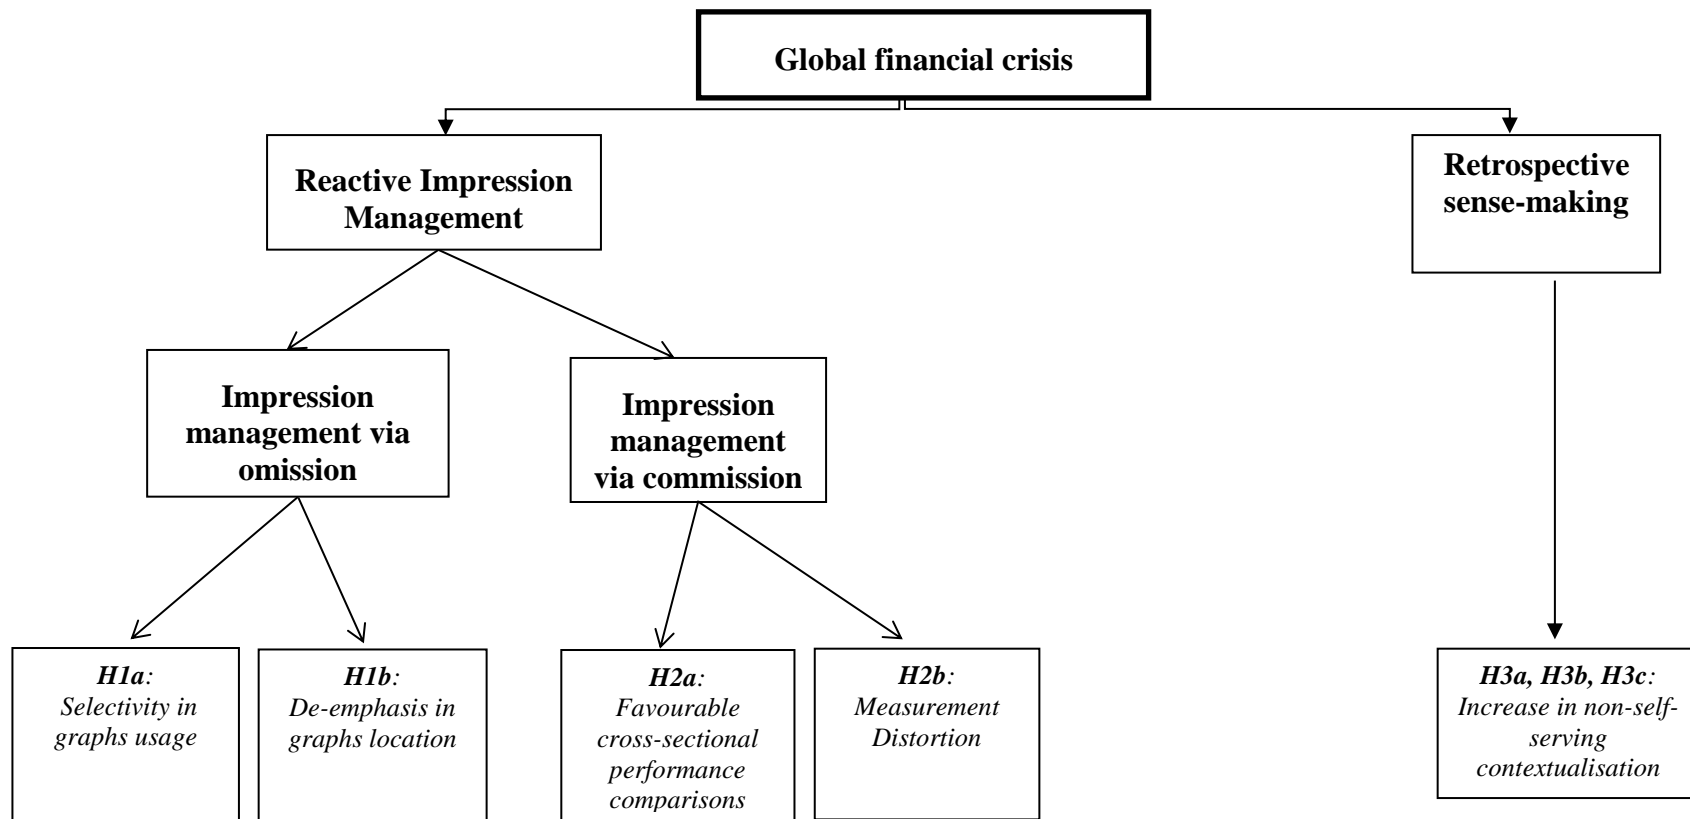 Global financial crisis
Reactive Impression
Management
Retrospective
sense-making
Impression
management via
omission
Impression
management
via commission
H1a:
Selectivity in
graphs usage
H1b:
De-emphasis in
graphs location
H2a:
Favourable
cross-sectional
performance
comparisons
H2b:
Measurement
Distortion
H3a, H3b, H3c:
Increase in non-self-
serving
contextualisation